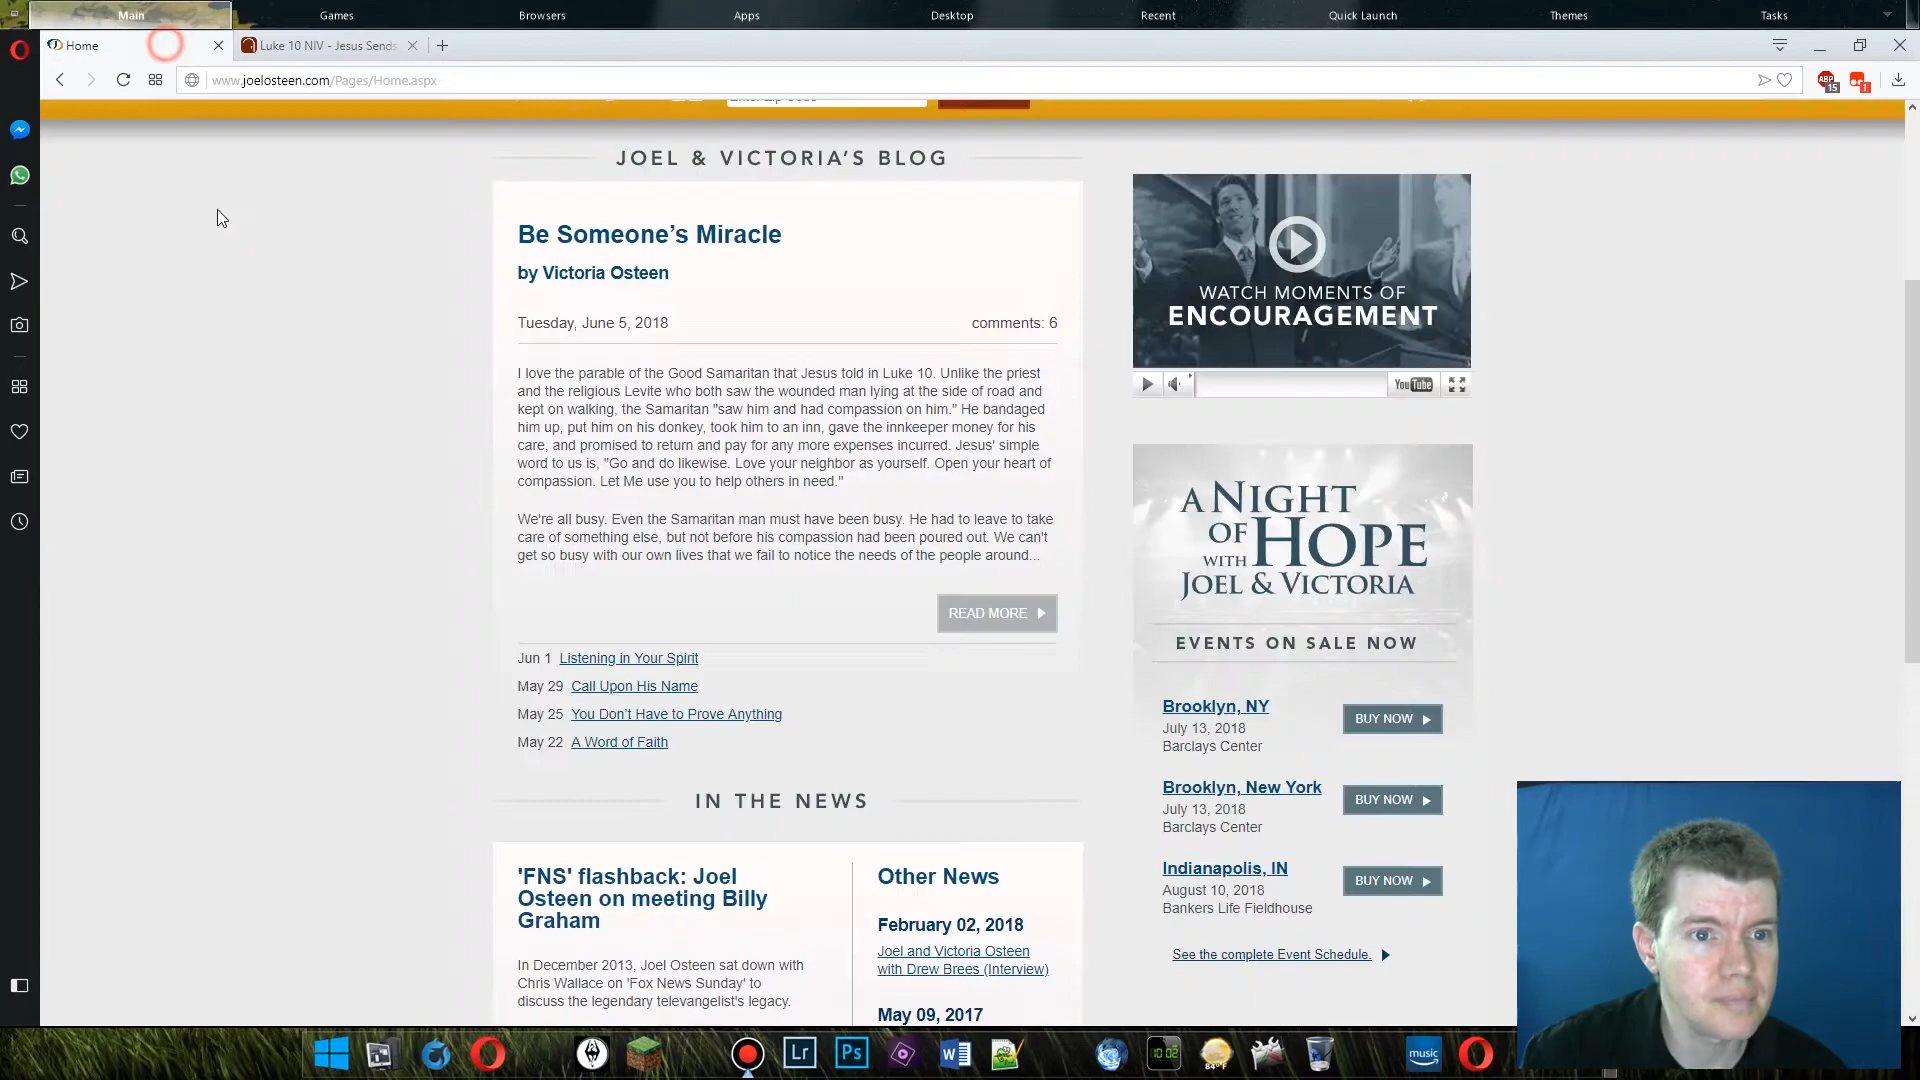 Main
Games
Browsers
Apps
Desktop
Recent
Quick Launch
Themes
Tasks
Home
Luke 10 NIV - Jesus Sends
www.joelosteen.com/Pages/Home.aspx
ABP
15
1
JOEL & VICTORIA'S BLOG
Be Someone's Miracle
by Victoria Osteen
Tuesday, June 5, 2018
comments: 6
I love the parable of the Good Samaritan that Jesus told in Luke 10. Unlike the priest
and the religious Levite who both saw the wounded man lying at the side of road and
kept on walking, the Samaritan "saw him and had compassion on him." He bandaged
him up, put him on his donkey, took him to an inn, gave the innkeeper money for his
care, and promised to return and pay for any more expenses incurred. Jesus' simple
word to us is, "Go and do likewise. Love your neighbor as yourself. Open your heart of
compassion. Let Me use you to help others in need."
We're all busy. Even the Samaritan man must have been busy. He had to leave to take
care of something else, but not before his compassion had been poured out. We can't
get so busy with our own lives that we fail to notice the needs of the people around...
READ MORE
Jun 1 Listening in Your Spirit
May 29 Call Upon His Name
May 25 You Don't Have to Prove Anything
May 22 A Word of Faith
IN THE NEWS
'FNS' flashback: Joel
Osteen on meeting Billy
Graham
In December 2013, Joel Osteen sat down with
Chris Wallace on 'Fox News Sunday' to
discuss the legendary televangelist's legacy.
Other News
February 02, 2018
Joel and Victoria Osteen
with Drew Brees (Interview)
May 09, 2017
WATCH MOMENTS OF
ENCOURAGEMENT
YouTube
A NIGHT
OF HOPE
WITH
JOEL & VICTORIA
EVENTS ON SALE NOW
Brooklyn, NY
July 13, 2018
Barclays Center
BUY NOW
Brooklyn, New York
July 13, 2018
Barclays Center
BUY NOW
Indianapolis, IN
August 10, 2018
Bankers Life Fieldhouse
BUY NOW
See the complete Event Schedule.
Lr
Ps
10 02
84°F
music